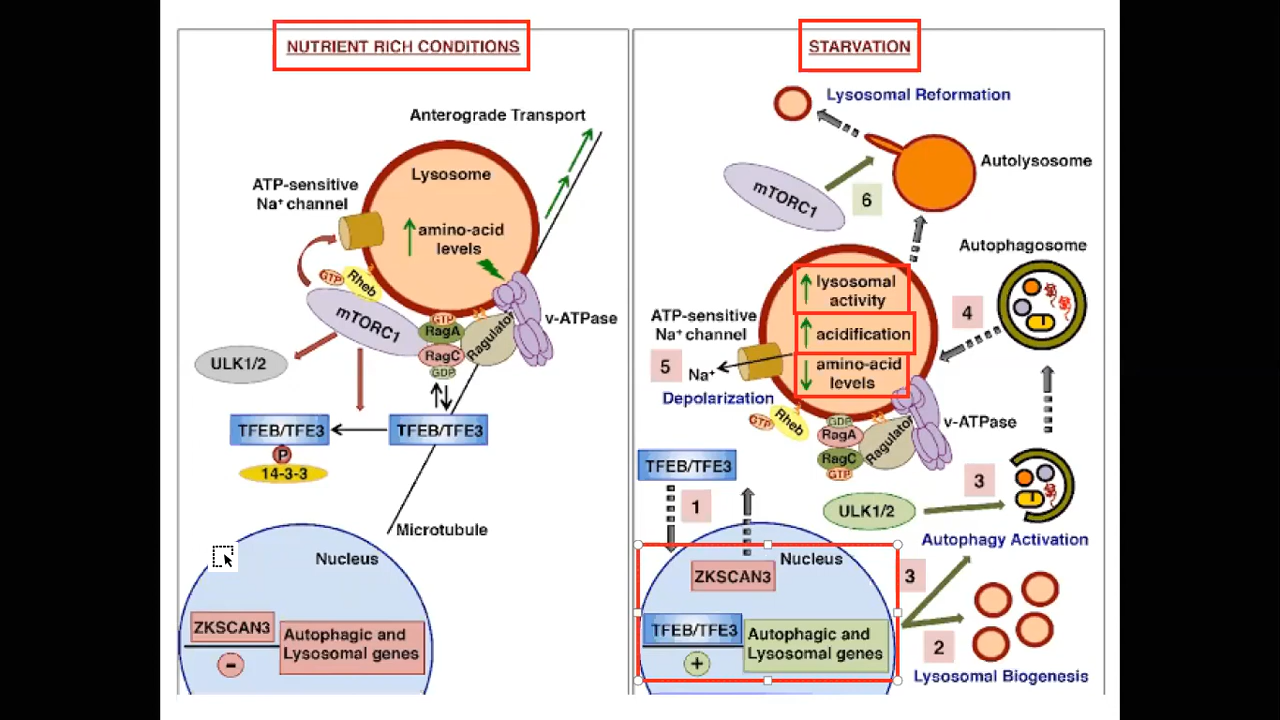 NUTRIENT RICH CONDITIONS
Anterograde Transport
Lysosome
ATP-sensitive
Na⁺ channel
amino-acid
levels
GTP
Rheb
mTORC1
GTP
RagA
RagC
GDP
Ragulator
v-ATPase
ULK1/2
TFEB/TFE3
TFEB/TFE3
P
14-3-3
Microtubule
Nucleus
ZKSCAN3
-
Autophagic and
Lysosomal genes
STARVATION
Lysosomal Reformation
Autolysosome
mTORC1
6
Autophagosome
lysosomal
activity
acidification
amino-acid
levels
4
ATP-sensitive
Na⁺ channel
5
Na⁺
Depolarization
GTP
Rheb
GDP
RagA
RagC
GTP
Ragulator
v-ATPase
TFEB/TFE3
1
3
ULK1/2
Autophagy Activation
Nucleus
ZKSCAN3
3
TFEB/TFE3
+
Autophagic and
Lysosomal genes
2
Lysosomal Biogenesis